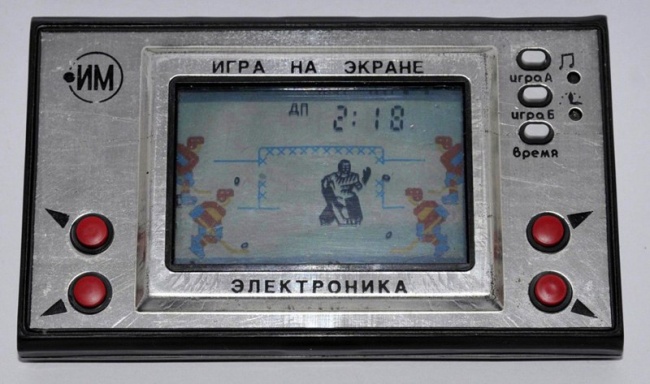 ИМ
ИГРА НА ЭКРАНЕ
игра А
игра Б
время
ДП 2:18
ЭЛЕКТРОНИКА